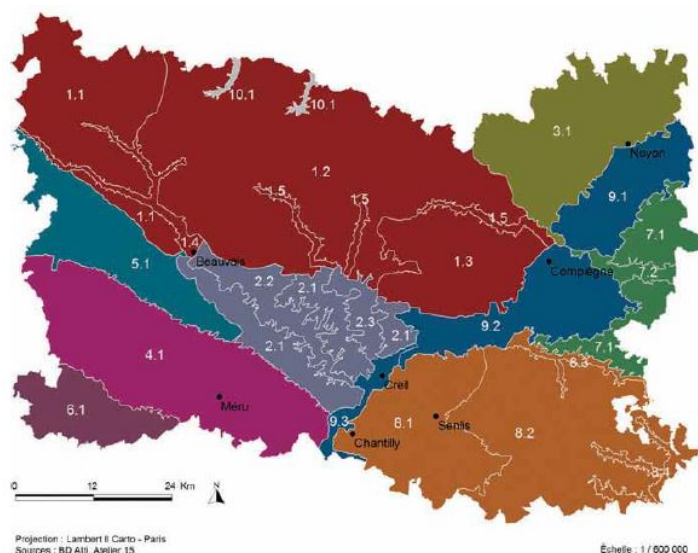 1.1
10.1
10.1
3.1
Noyon
9.1
1.2
1.5
1.5
1.5
1.1
7.1
1.4
Beauvais
5.1
1.3
Compiègne
7.2
2.2
2.1
2.3
2.1
2.1
9.2
7.1
8.3
4.1
Creil
6.1
Méru
9.3
8.1
Senlis
8.2
Chantilly
0 12 24 Km
N
Projection : Lambert II Carto - Paris
Sources : BD Alti, Atelier 15
Échelle : 1 / 600 000